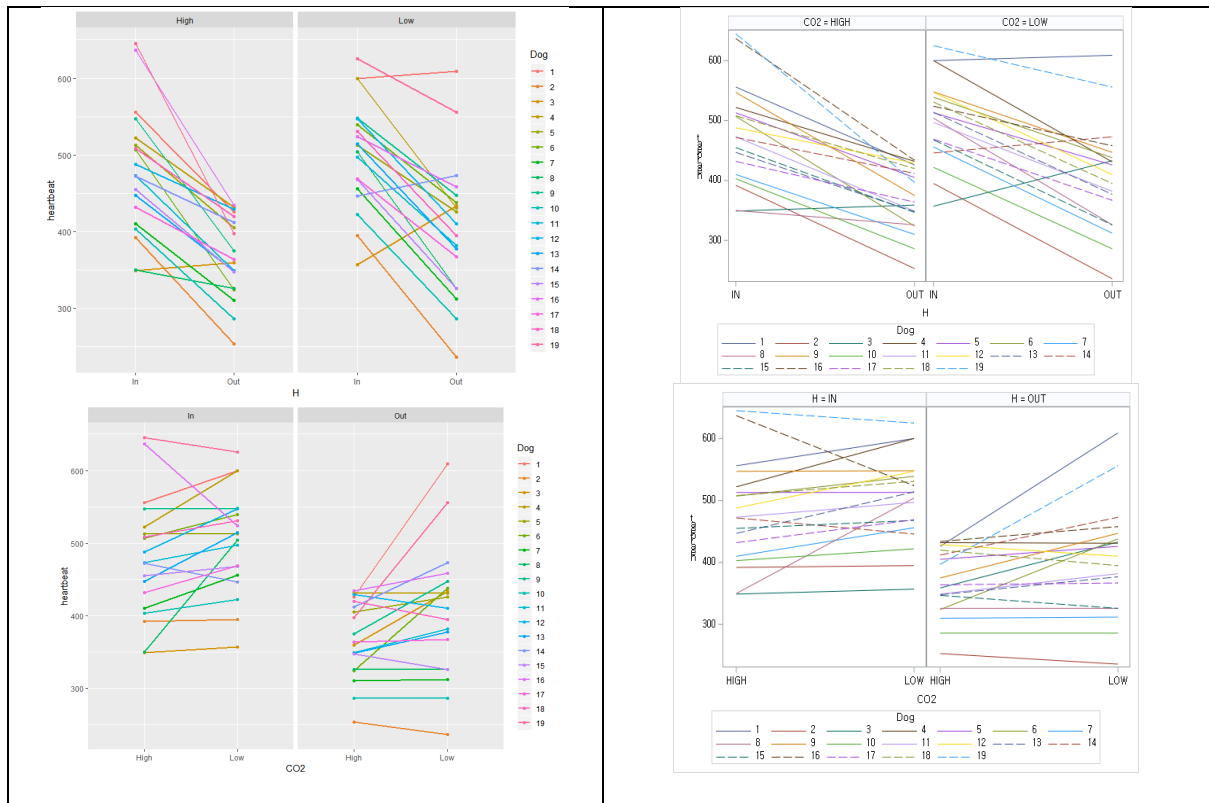 High Low
heartbeat
600
500
400
300
In Out In Out
H
Dog
1
2
3
4
5
6
7
8
9
10
11
12
13
14
15
16
17
18
19
In Out
heartbeat
600
500
400
300
High Low High Low
CO2
Dog
1
2
3
4
5
6
7
8
9
10
11
12
13
14
15
16
17
18
19
CO2 = HIGH CO2 = LOW
600
500
400
300
IN OUT IN OUT
H
Dog
1 2 3 4 5 6 7
8 9 10 11 12 13 14
15 16 17 18 19
H = IN H = OUT
600
500
400
300
HIGH LOW HIGH LOW
CO2
Dog
1 2 3 4 5 6 7
8 9 10 11 12 13 14
15 16 17 18 19